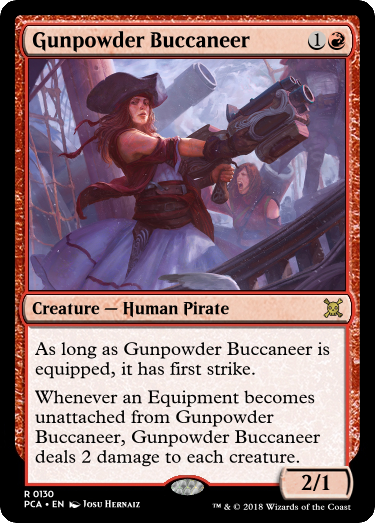 Gunpowder Buccaneer 1
Creature — Human Pirate
As long as Gunpowder Buccaneer is
equipped, it has first strike.
Whenever an Equipment becomes
unattached from Gunpowder
Buccaneer, Gunpowder Buccaneer
deals 2 damage to each creature.
2/1
R 0130
PCA • EN Josu Hernaiz
™ & © 2018 Wizards of the Coast